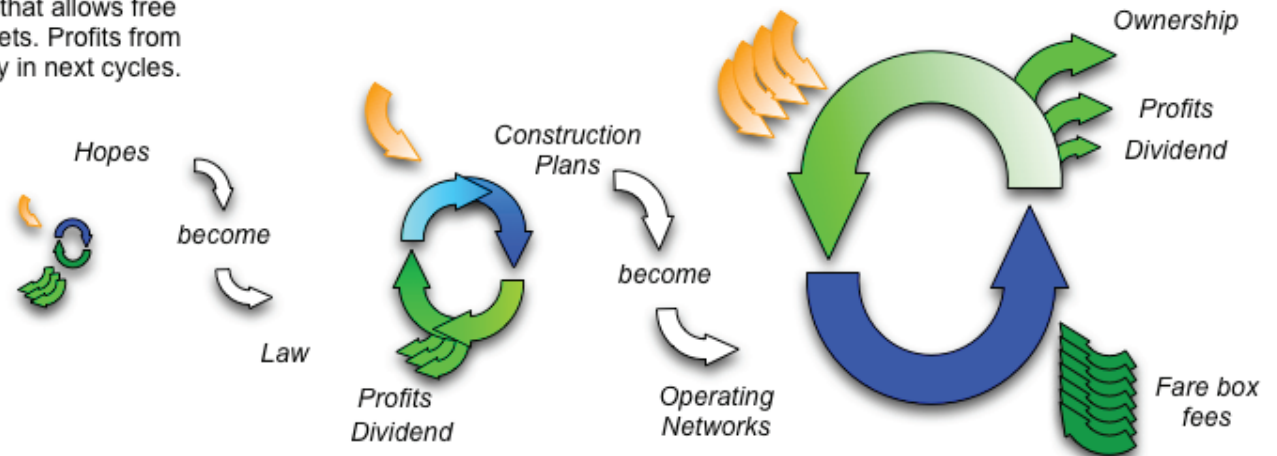 that allows free
ets. Profits from
y in next cycles.
Hopes
become
Law
Profits
Dividend
Construction
Plans
become
Operating
Networks
Ownership
Profits
Dividend
Fare box
fees